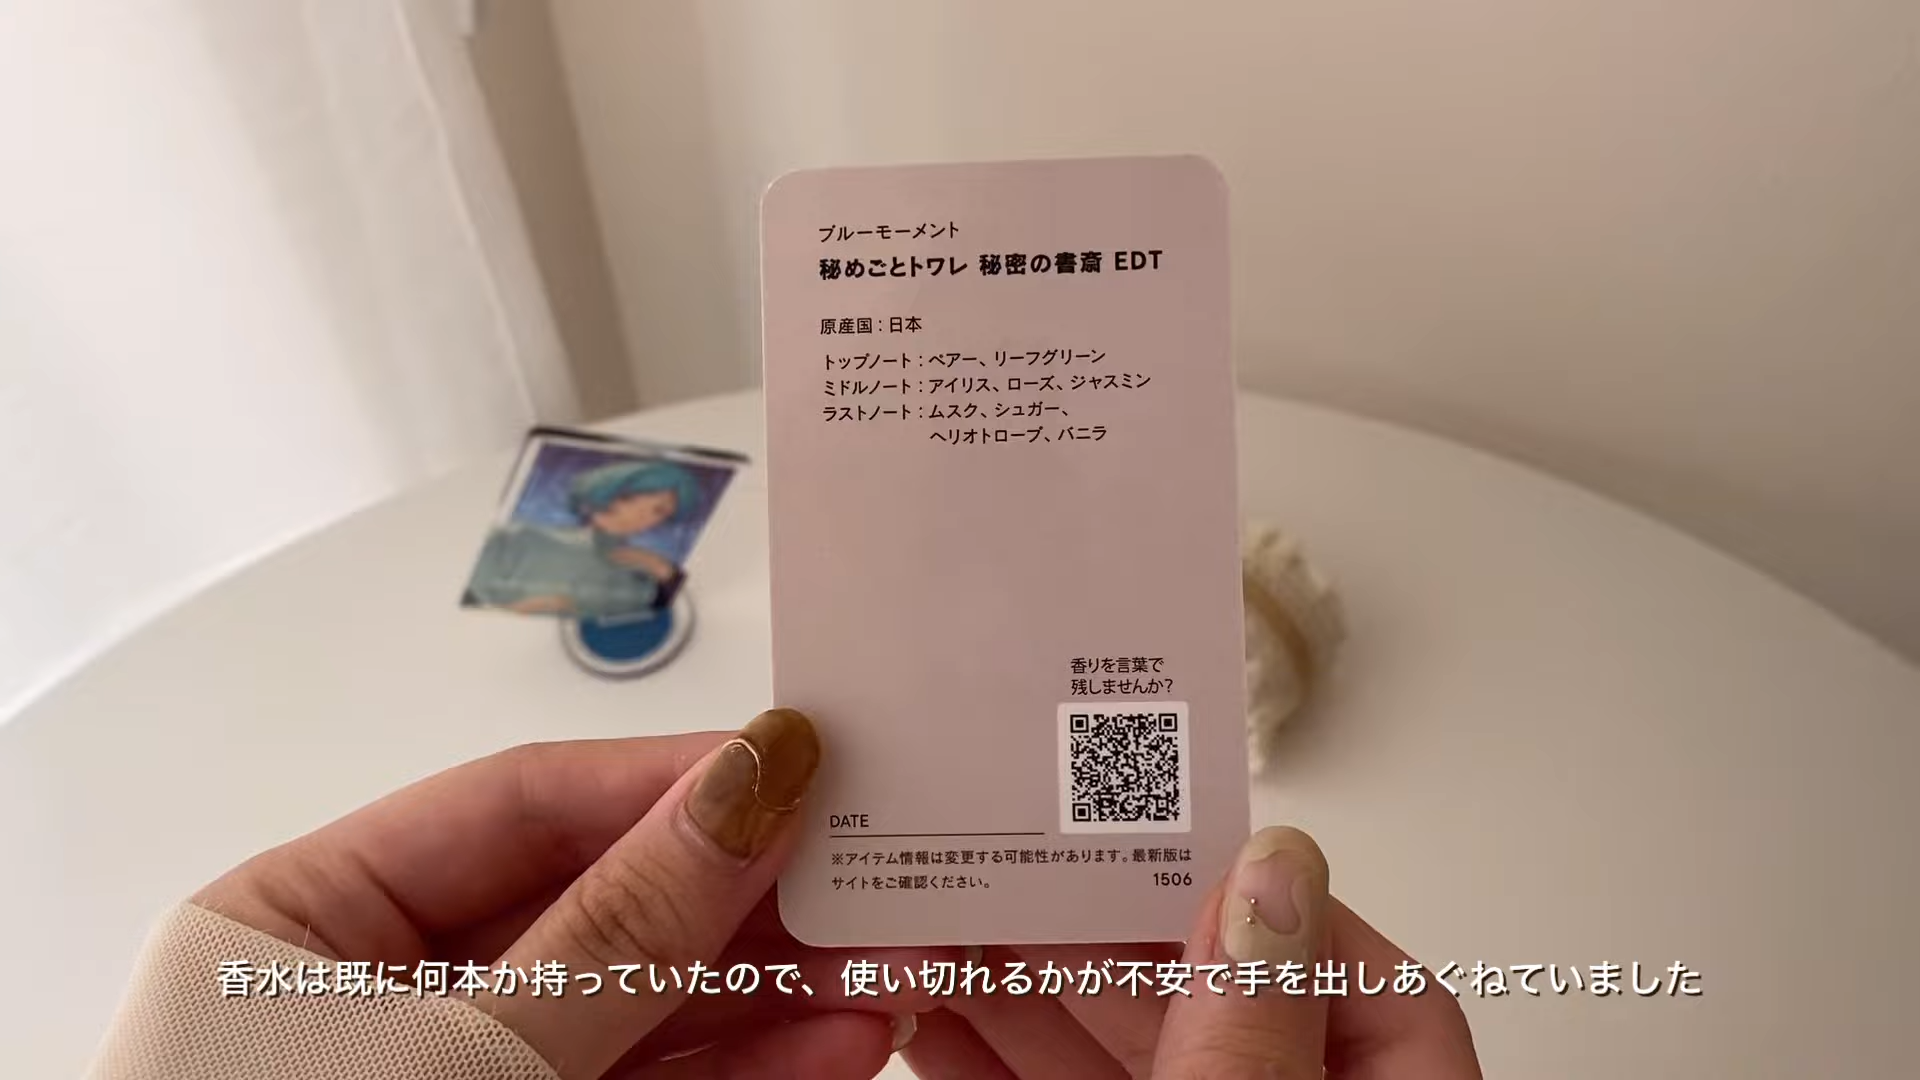 ブルーモーメント
秘めごとトワレ 秘密の書斎 EDT
原産国：日本
トップノート：ペアー、リーフグリーン
ミドルノート：アイリス、ローズ、ジャスミン
ラストノート：ムスク、シュガー、
ヘリオトロープ、バニラ
香りを言葉で
残しませんか？
DATE
※アイテム情報は変更する可能性があります。最新版は
サイトをご確認ください。
1506
香水は既に何本か持っていたので、使い切れるかが不安で手を出しあぐねていました